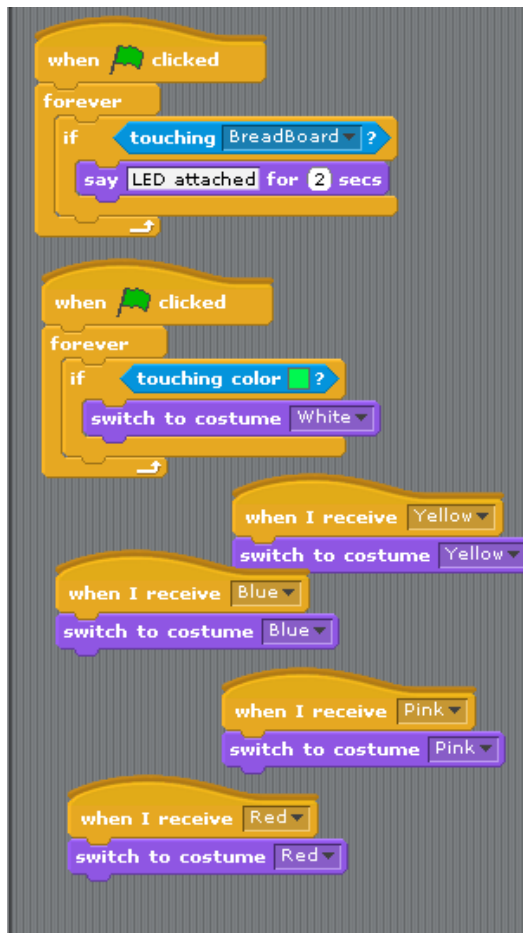 when clicked
forever
if touching BreadBoard ?
say LED attached for 2 secs
when clicked
forever
if touching color ?
switch to costume White
when I receive Yellow
switch to costume Yellow
when I receive Blue
switch to costume Blue
when I receive Pink
switch to costume Pink
when I receive Red
switch to costume Red